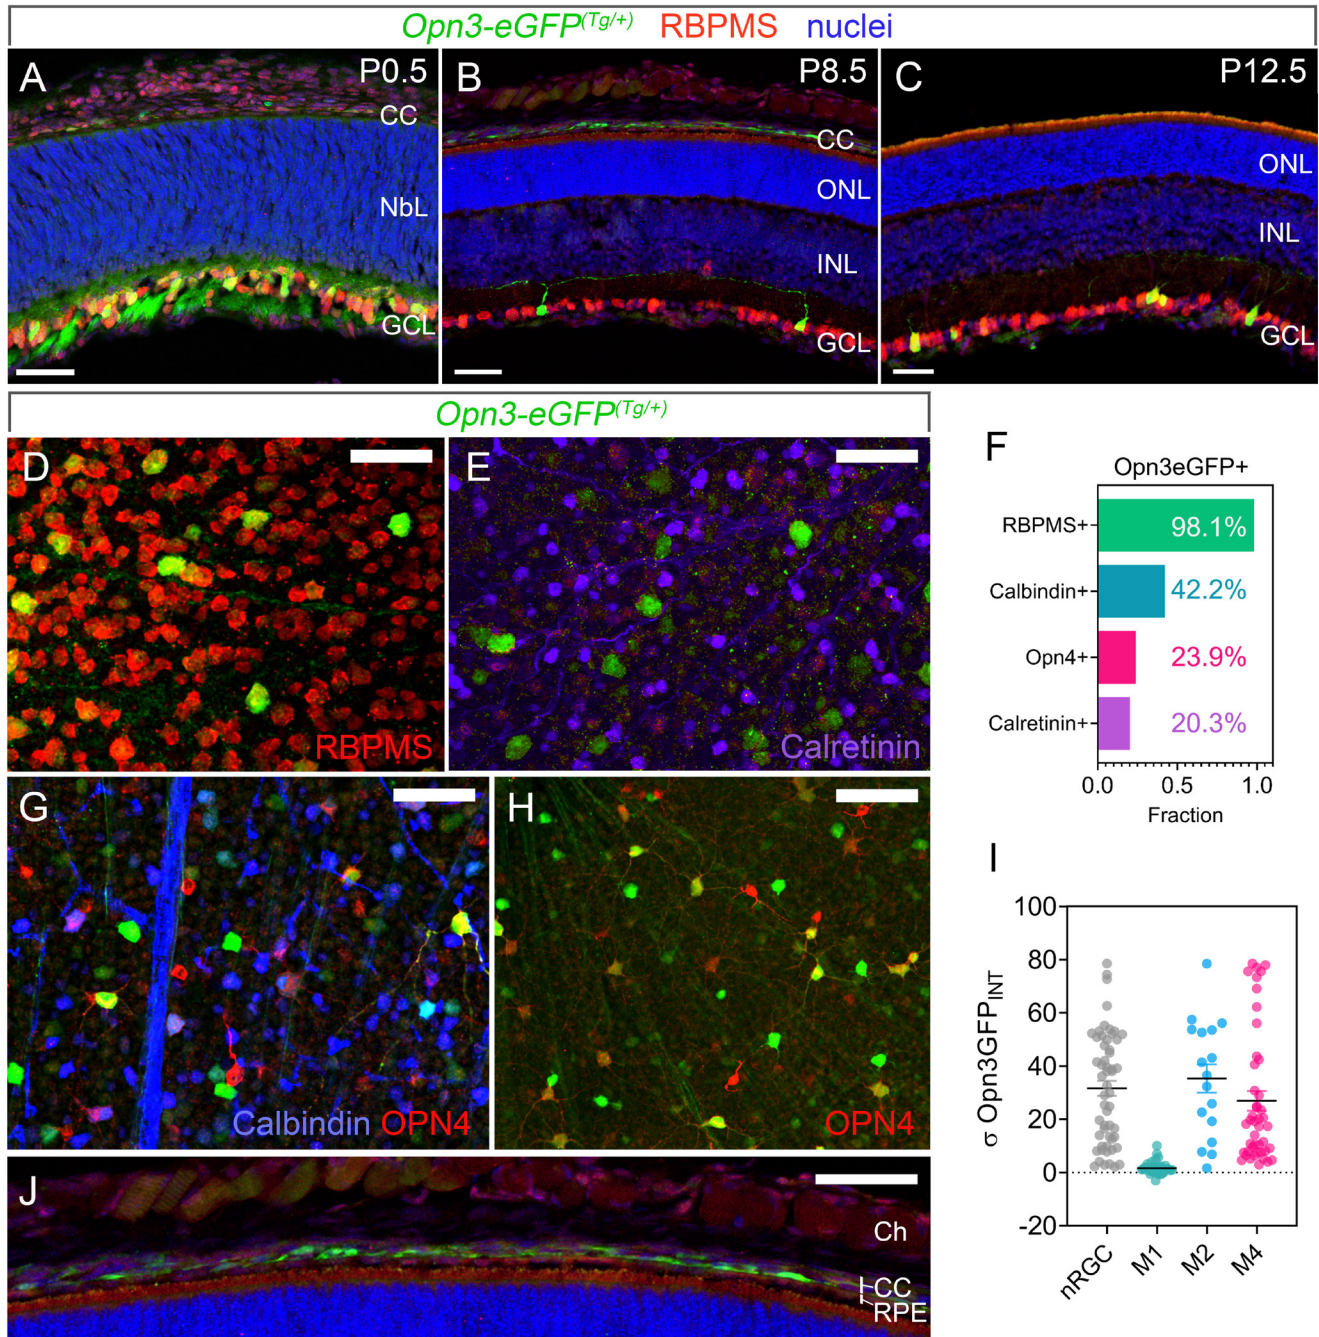 Opn3-eGFP(Tg/+) RBPMS nuclei
A P0.5
CC
NbL
GCL
B P8.5
CC
ONL
INL
GCL
C P12.5
ONL
INL
GCL
Opn3-eGFP(Tg/+)
D
RBPMS
E
Calretinin
F
Opn3eGFP+
RBPMS+ 98.1%
Calbindin+ 42.2%
Opn4+ 23.9%
Calretinin+ 20.3%
0.0 0.5 1.0
Fraction
G
Calbindin OPN4
H
OPN4
I
σ Opn3GFPINT
100
80
60
40
20
0
-20
nRGC M1 M2 M4
J
Ch
CC
RPE